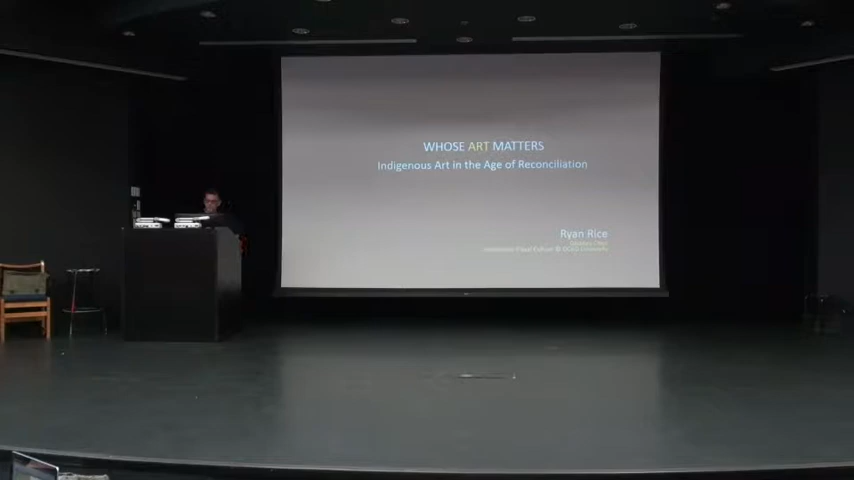 WHOSE ART MATTERS
Indigenous Art in the Age of Reconciliation
Ryan Rice